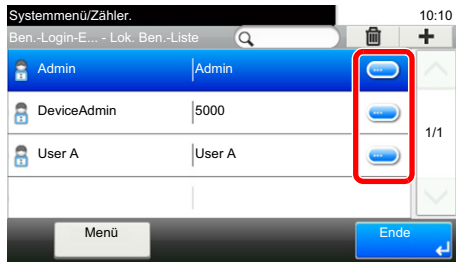 Systemmenü/Zähler. 10:10
Ben.-Login-E... - Lok. Ben.-Liste
Admin Admin
DeviceAdmin 5000
1/1
User A User A
Menü Ende